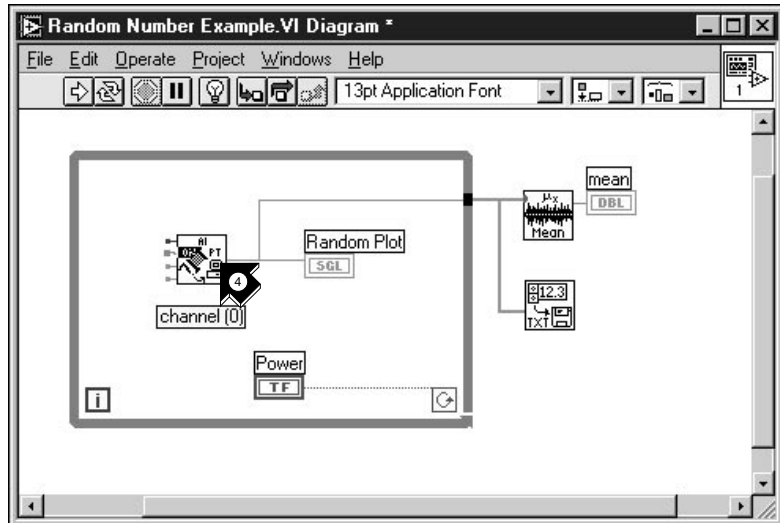 Random Number Example.VI Diagram *
File Edit Operate Project Windows Help
13pt Application Font
1
mean
μx
DBL
Mean
AI
PT
Random Plot
SGL
4
12.3
TXT
channel (0)
Power
TF
i